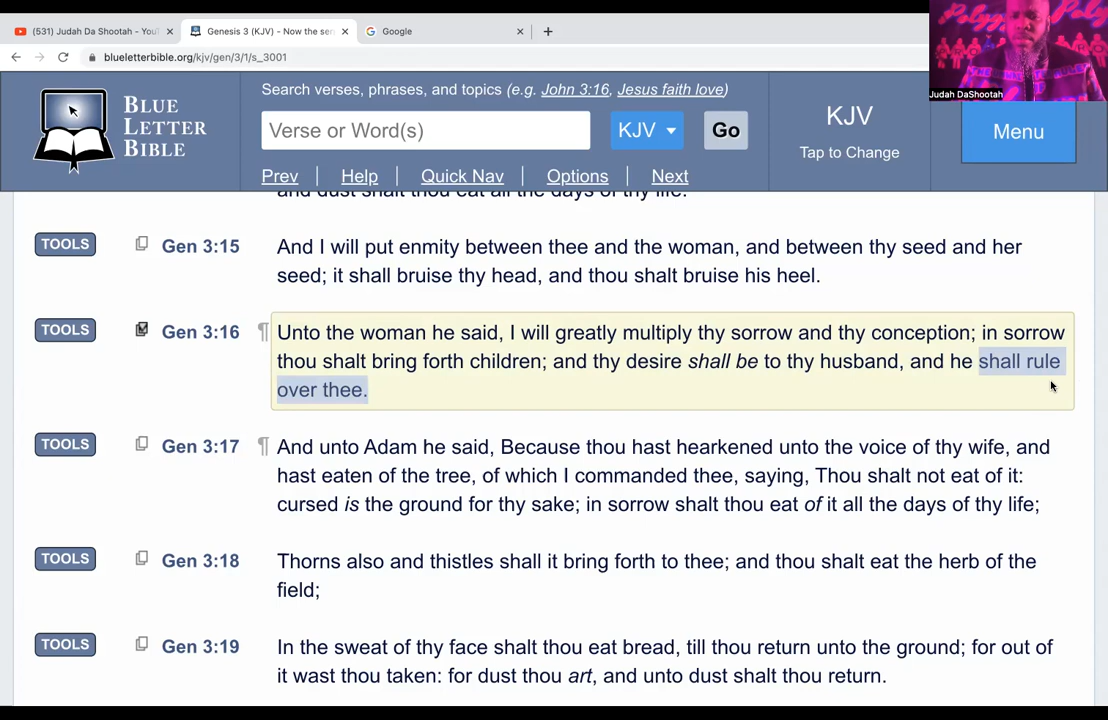 (531) Judah Da Shootah - You
Genesis 3 (KJV) - Now the ser
Google
blueletterbible.org/kjv/gen/3/1/s_3001
Judah DaShootah
BLUE
LETTER
BIBLE
Search verses, phrases, and topics (e.g. John 3:16, Jesus faith love)
Verse or Word(s)
KJV
Go
Prev | Help | Quick Nav | Options | Next
KJV
Tap to Change
Menu
and dust shalt thou eat all the days of thy life:
TOOLS Gen 3:15 And I will put enmity between thee and the woman, and between thy seed and her
seed; it shall bruise thy head, and thou shalt bruise his heel.
TOOLS Gen 3:16 ¶ Unto the woman he said, I will greatly multiply thy sorrow and thy conception; in sorrow
thou shalt bring forth children; and thy desire shall be to thy husband, and he shall rule
over thee.
TOOLS Gen 3:17 ¶ And unto Adam he said, Because thou hast hearkened unto the voice of thy wife, and
hast eaten of the tree, of which I commanded thee, saying, Thou shalt not eat of it:
cursed is the ground for thy sake; in sorrow shalt thou eat of it all the days of thy life;
TOOLS Gen 3:18 Thorns also and thistles shall it bring forth to thee; and thou shalt eat the herb of the
field;
TOOLS Gen 3:19 In the sweat of thy face shalt thou eat bread, till thou return unto the ground; for out of
it wast thou taken: for dust thou art, and unto dust shalt thou return.